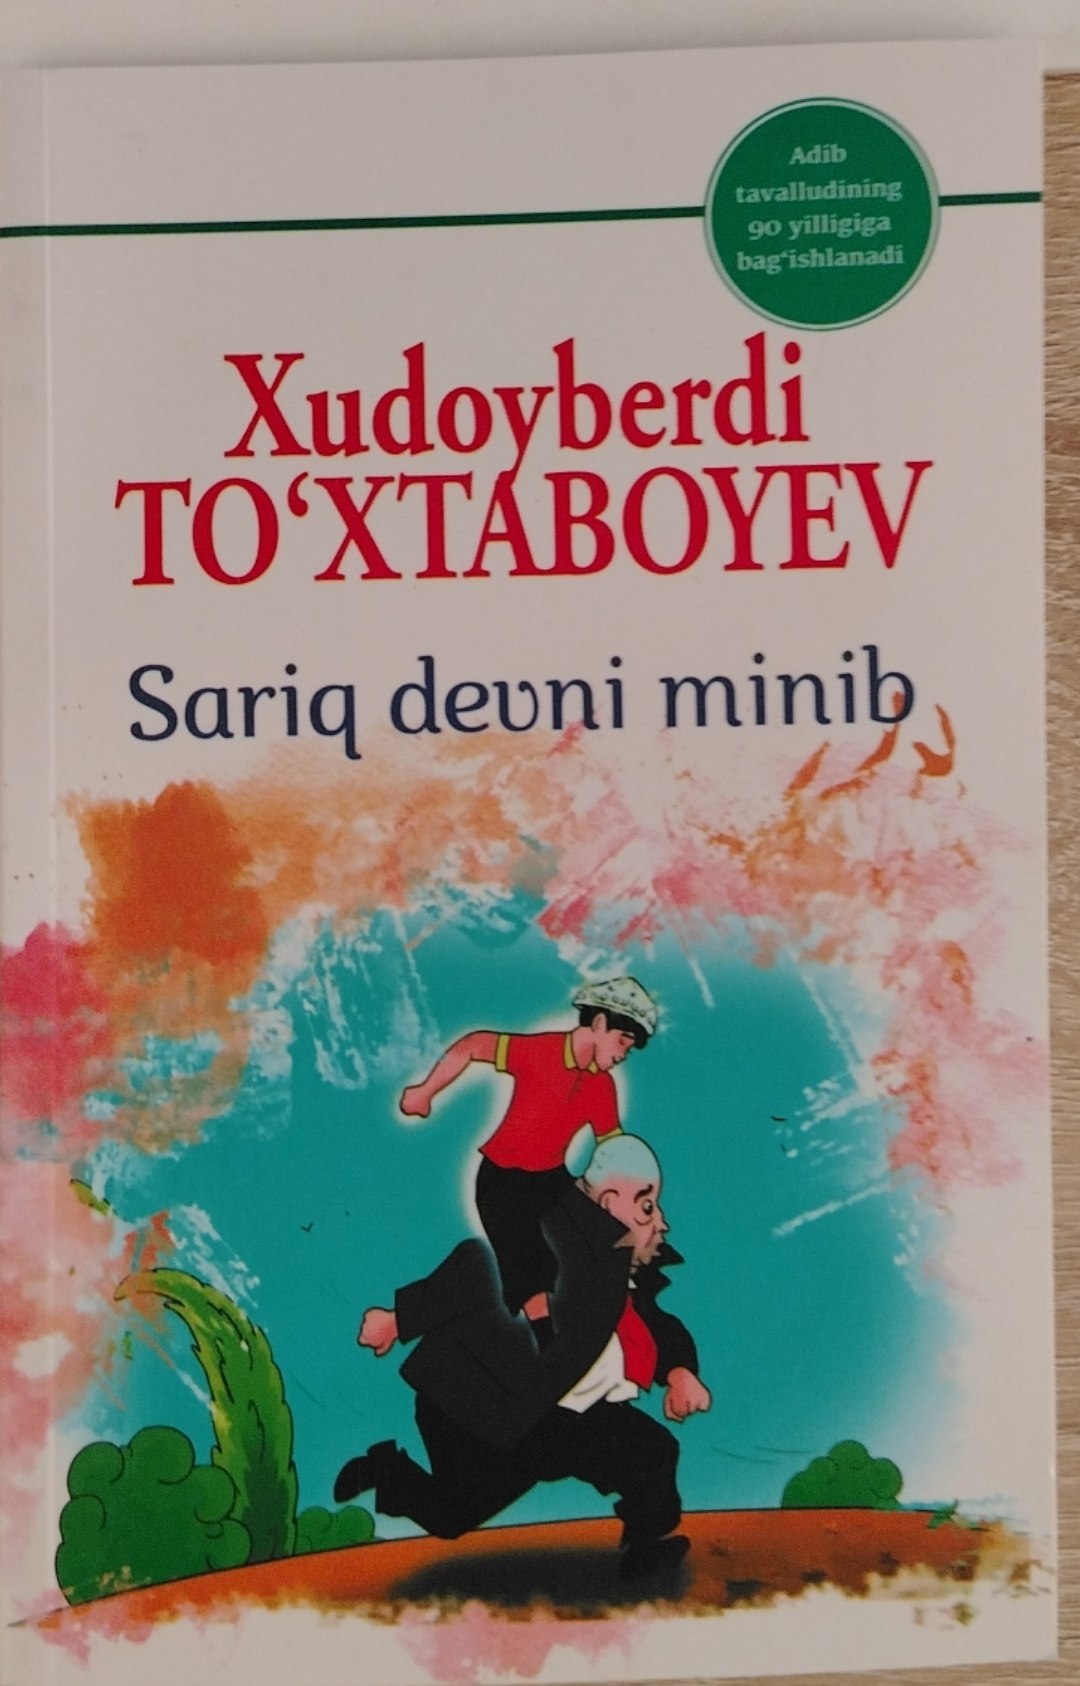 Adib
tavalludining
90 yilligiga
bag‘ishlanadi
Xudoyberdi
TO‘XTABOYEV
Sariq devni minib